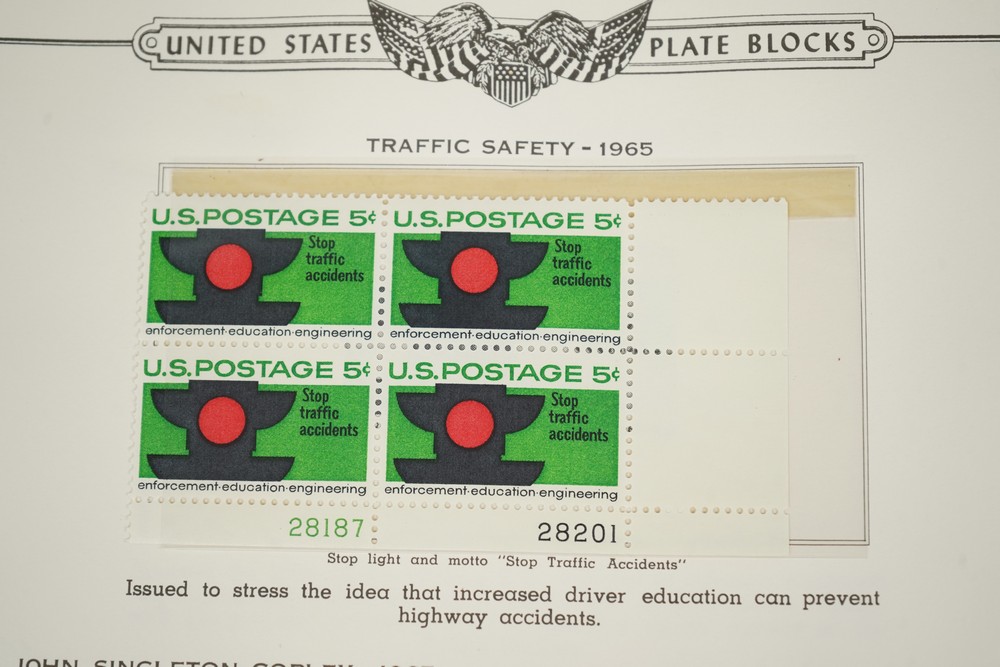 UNITED STATES PLATE BLOCKS
TRAFFIC SAFETY - 1965
U.S. POSTAGE 5¢
Stop
traffic
accidents
enforcement·education·engineering
U.S. POSTAGE 5¢
Stop
traffic
accidents
enforcement·education·engineering
U.S. POSTAGE 5¢
Stop
traffic
accidents
enforcement·education·engineering
U.S. POSTAGE 5¢
Stop
traffic
accidents
enforcement·education·engineering
28187 28201
Stop light and motto "Stop Traffic Accidents"
Issued to stress the idea that increased driver education can prevent
highway accidents.
JOHN SINGLETON COPLEY